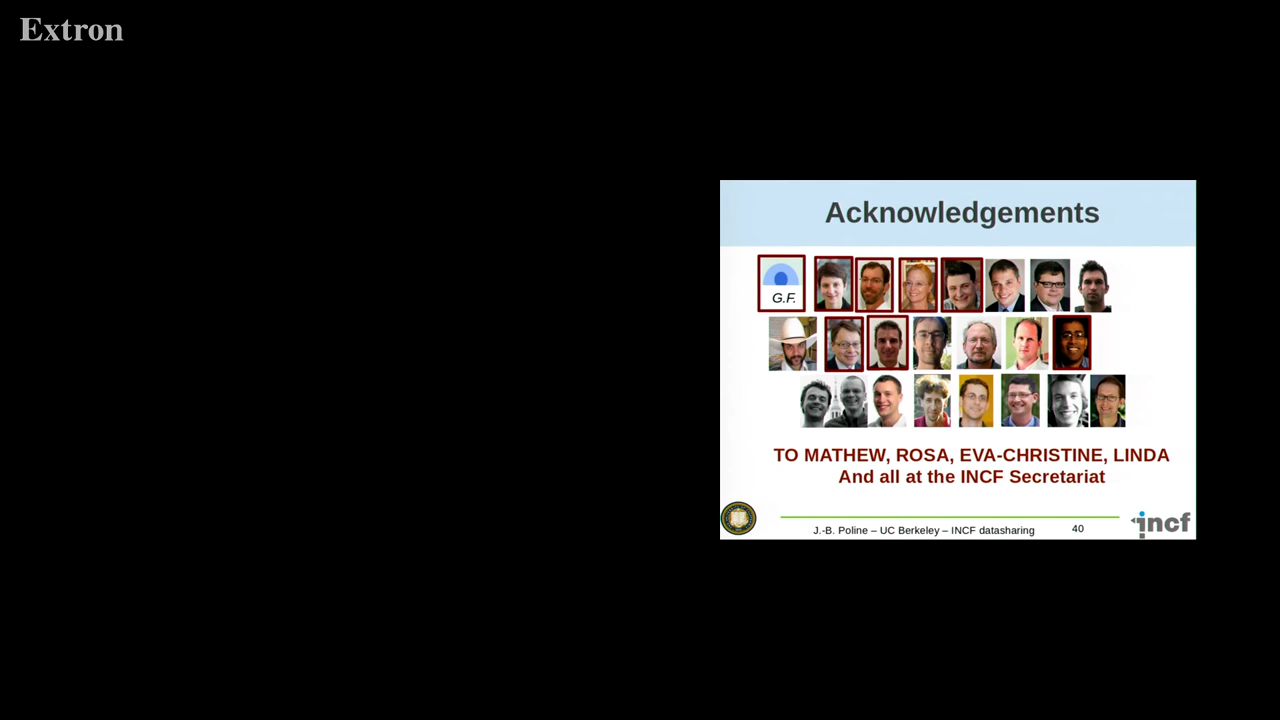 Extron
Acknowledgements
G.F.
TO MATHEW, ROSA, EVA-CHRISTINE, LINDA
And all at the INCF Secretariat
J.-B. Poline – UC Berkeley – INCF datasharing
40
incf